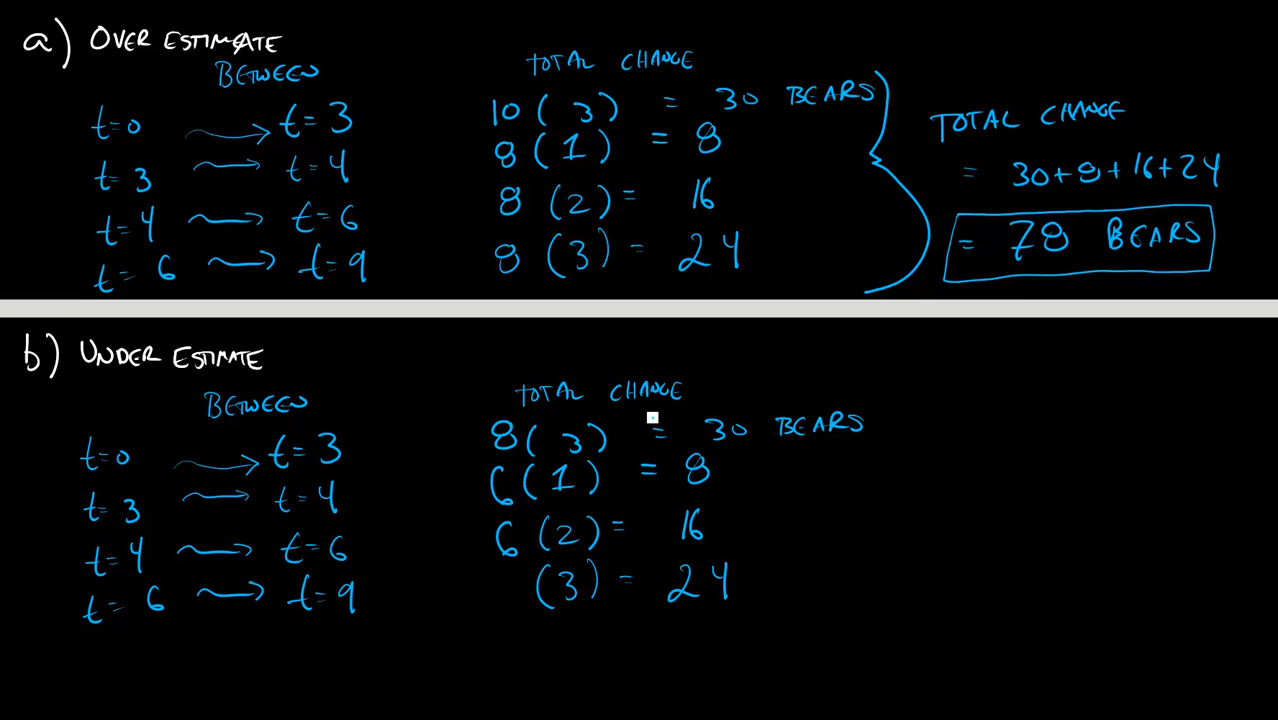 a) OVER ESTIMATE
BETWEEN TOTAL CHANGE
t=0 → t=3 10 (3) = 30 BEARS
t=3 → t=4 8 (1) = 8
t=4 → t=6 8 (2) = 16
t=6 → t=9 8 (3) = 24
TOTAL CHANGE
= 30+8+16+24
= 78 BEARS
b) UNDER ESTIMATE
BETWEEN TOTAL CHANGE
t=0 → t=3 8 (3) = 30 BEARS
t=3 → t=4 6 (1) = 8
t=4 → t=6 6 (2) = 16
t=6 → t=9 (3) = 24